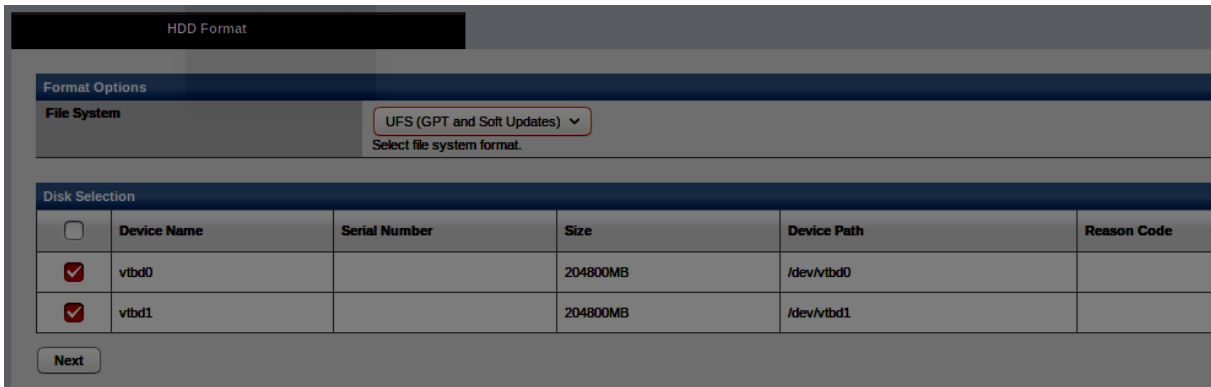 HDD Format
Format Options
File System
UFS (GPT and Soft Updates)
Select file system format.
Disk Selection
Device Name Serial Number Size Device Path Reason Code
vtbd0 204800MB /dev/vtbd0
vtbd1 204800MB /dev/vtbd1
Next